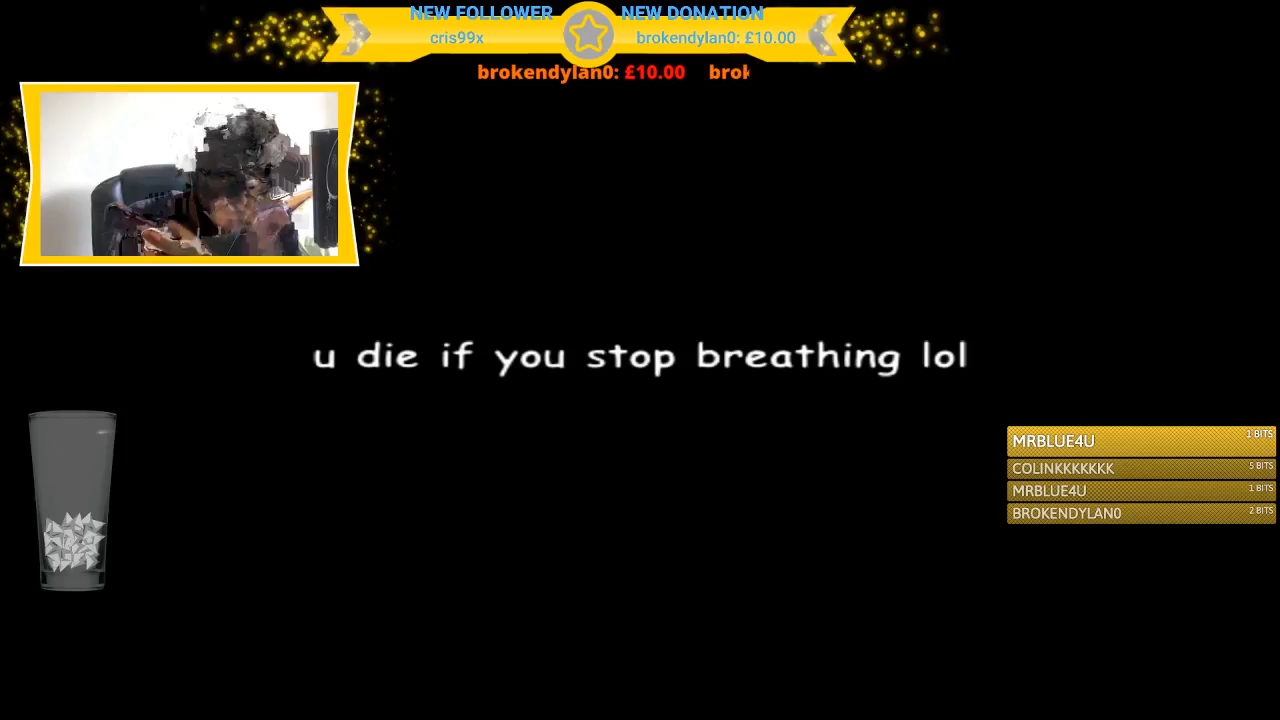 NEW FOLLOWER
NEW DONATION
cris99x
brokendylan0: £10.00
brokendylan0: £10.00 brok
u die if you stop breathing lol
MRBLUE4U 1 BITS
COLINKKKKKKK 5 BITS
MRBLUE4U 1 BITS
BROKENDYLAN0 2 BITS